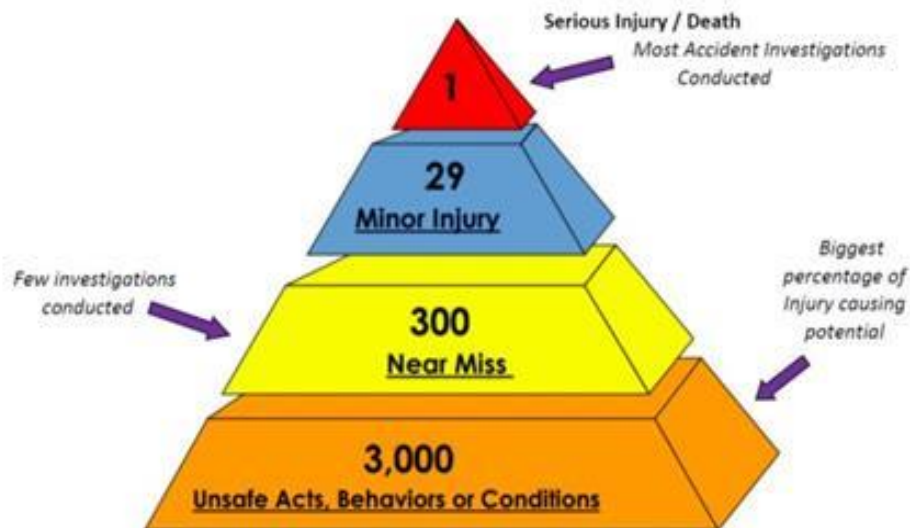 Serious Injury / Death
Most Accident Investigations
Conducted
1
29
Minor Injury
Few investigations
conducted
Biggest
percentage of
Injury causing
potential
300
Near Miss
3,000
Unsafe Acts, Behaviors or Conditions